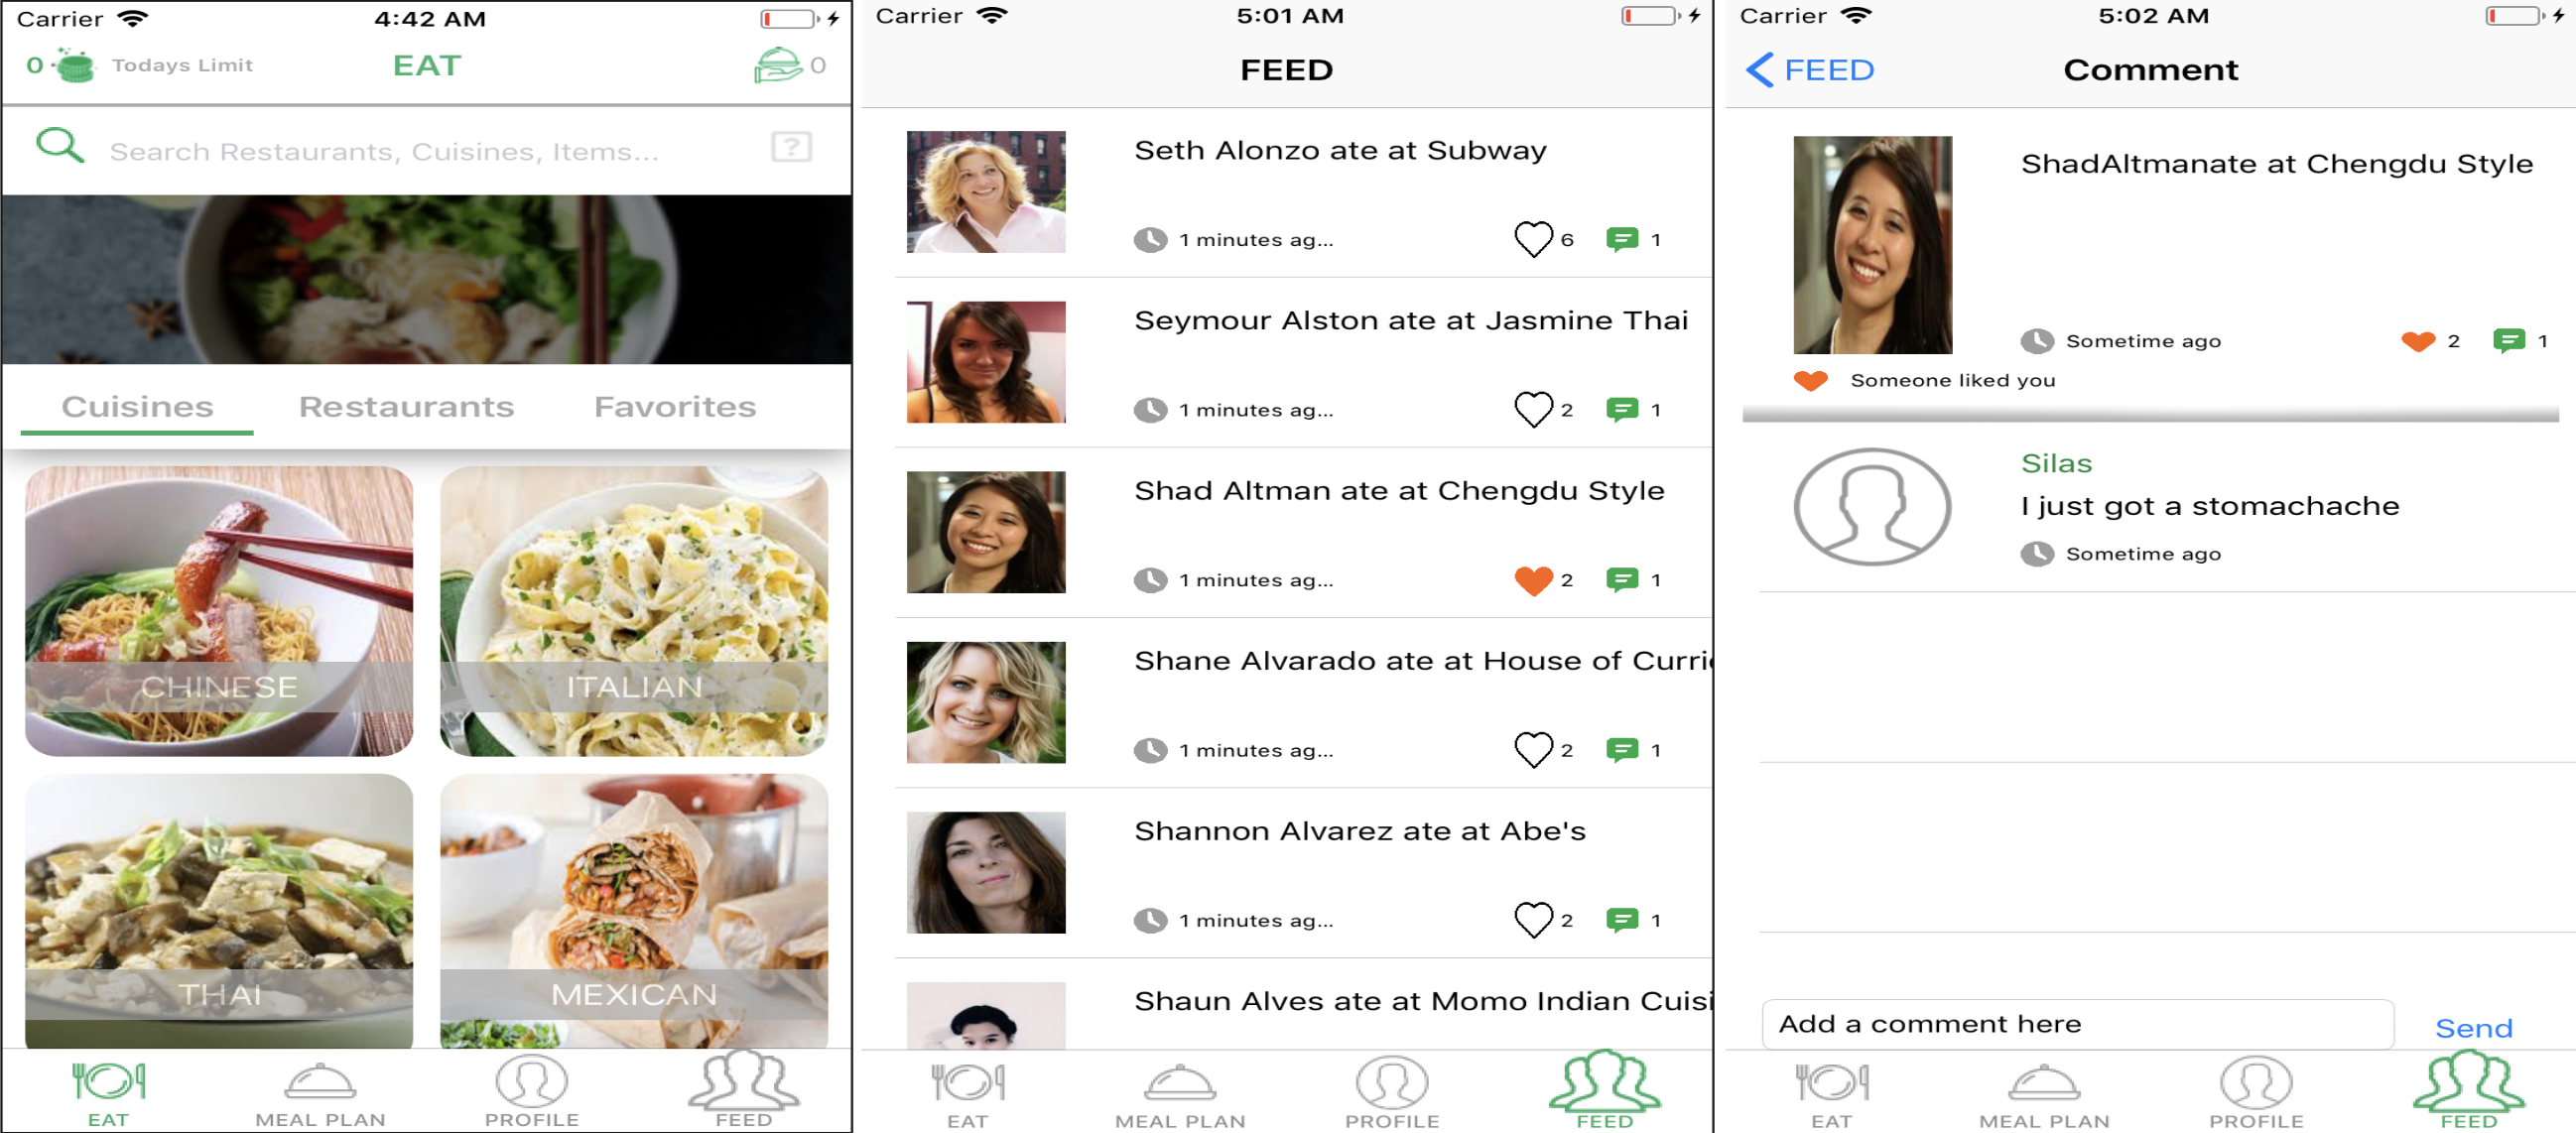 Carrier 4:42 AM
0 Todays Limit EAT 0
Search Restaurants, Cuisines, Items... ?
Cuisines Restaurants Favorites
CHINESE ITALIAN
THAI MEXICAN
EAT MEAL PLAN PROFILE FEED
Carrier 5:01 AM
FEED
Seth Alonzo ate at Subway
1 minutes ag... 6 1
Seymour Alston ate at Jasmine Thai
1 minutes ag... 2 1
Shad Altman ate at Chengdu Style
1 minutes ag... 2 1
Shane Alvarado ate at House of Curri
1 minutes ag... 2 1
Shannon Alvarez ate at Abe's
1 minutes ag... 2 1
Shaun Alves ate at Momo Indian Cuisi
EAT MEAL PLAN PROFILE FEED
Carrier 5:02 AM
FEED Comment
ShadAltmanate at Chengdu Style
Sometime ago 2 1
Someone liked you
Silas
I just got a stomachache
Sometime ago
Add a comment here Send
EAT MEAL PLAN PROFILE FEED